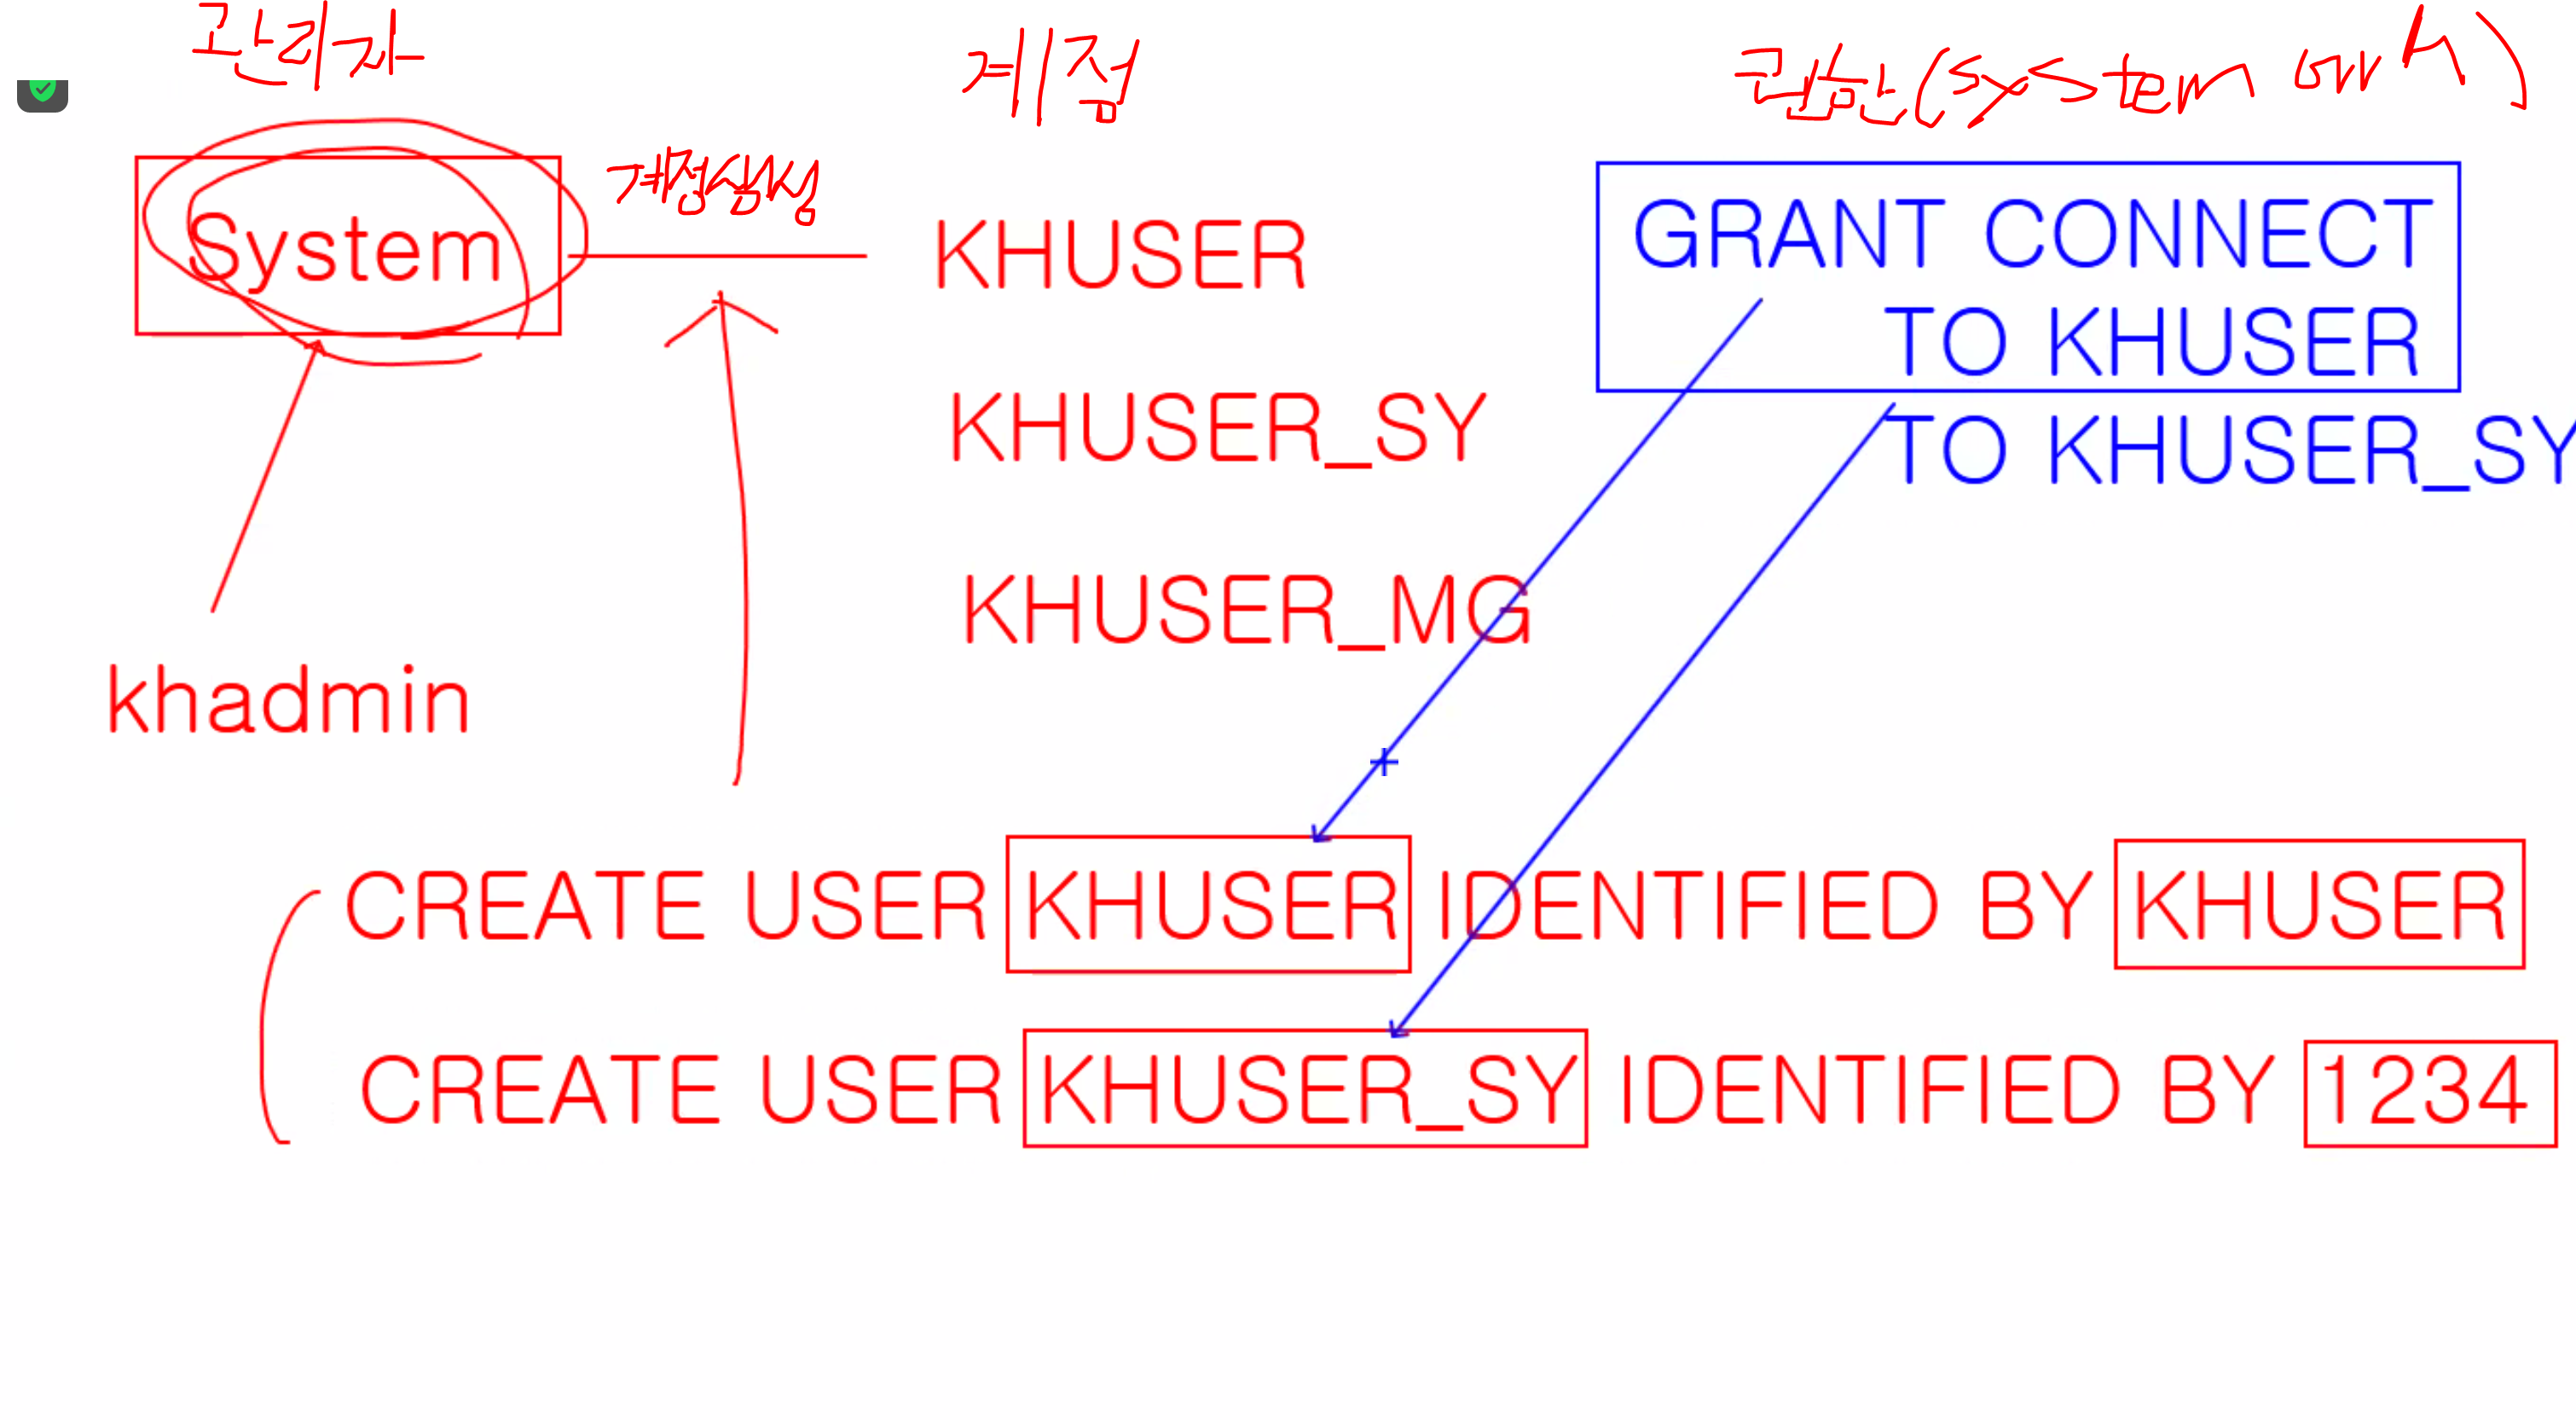 관리자
계정
권한(system 에서)
System
계정생성
KHUSER
GRANT CONNECT
TO KHUSER
KHUSER_SY
TO KHUSER_SY
KHUSER_MG
khadmin
CREATE USER KHUSER IDENTIFIED BY KHUSER
CREATE USER KHUSER_SY IDENTIFIED BY 1234